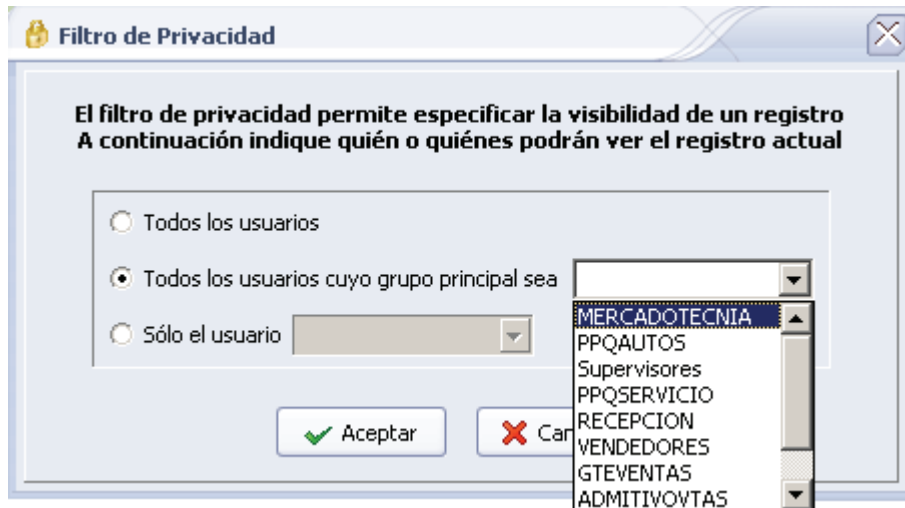 Filtro de Privacidad
El filtro de privacidad permite especificar la visibilidad de un registro
A continuación indique quién o quiénes podrán ver el registro actual
Todos los usuarios
Todos los usuarios cuyo grupo principal sea
Sólo el usuario
MERCADOTECNIA
PPQAUTOS
Supervisores
PPQSERVICIO
RECEPCION
VENDEDORES
GTEVENTAS
ADMITIVOVTAS
Aceptar
Can